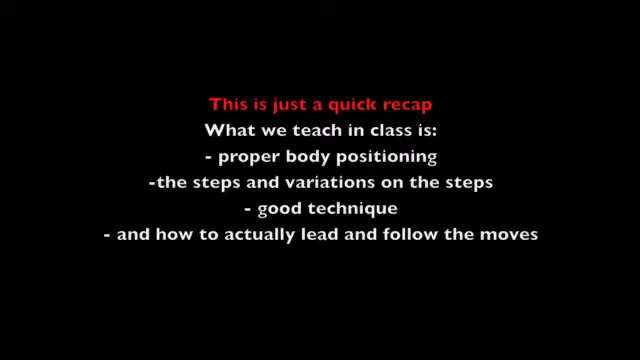 This is just a quick recap
What we teach in class is:
- proper body positioning
-the steps and variations on the steps
- good technique
- and how to actually lead and follow the moves